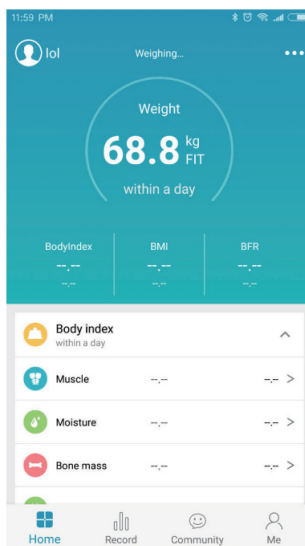 11:59 PM
lol
Weighing...
Weight
68.8 kg
FIT
within a day
BodyIndex BMI BFR
--.-- --.-- --.--
--.-- --.-- --.--
Body index
within a day
Muscle --.-- --.-- >
Moisture --.-- --.-- >
Bone mass --.-- --.-- >
Home Record Community Me